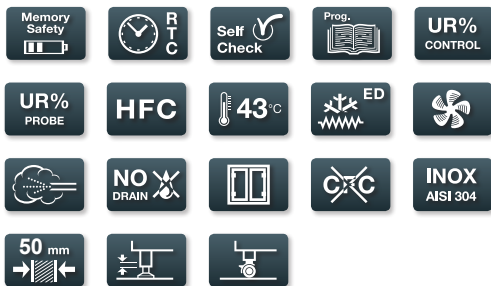 Memory
Safety
RTC
Self
Check
Prog.
UR%
CONTROL
UR%
PROBE
HFC
43°C
ED
NO
DRAIN
C C
INOX
AISI 304
50 mm